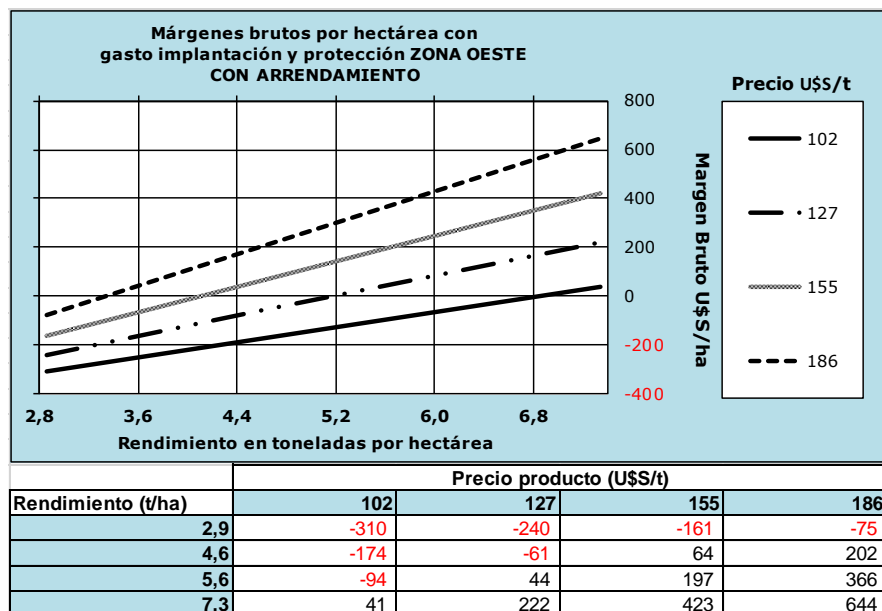 Márgenes brutos por hectárea con
gasto implantación y protección ZONA OESTE
CON ARRENDAMIENTO
800
600
400
200
0
-200
-400
Margen Bruto U$S/ha
2,8 3,6 4,4 5,2 6,0 6,8
Rendimiento en toneladas por hectárea
Precio U$S/t
102
127
155
186
Precio producto (U$S/t)
Rendimiento (t/ha) 102 127 155 186
2,9 -310 -240 -161 -75
4,6 -174 -61 64 202
5,6 -94 44 197 366
7,3 41 222 423 644